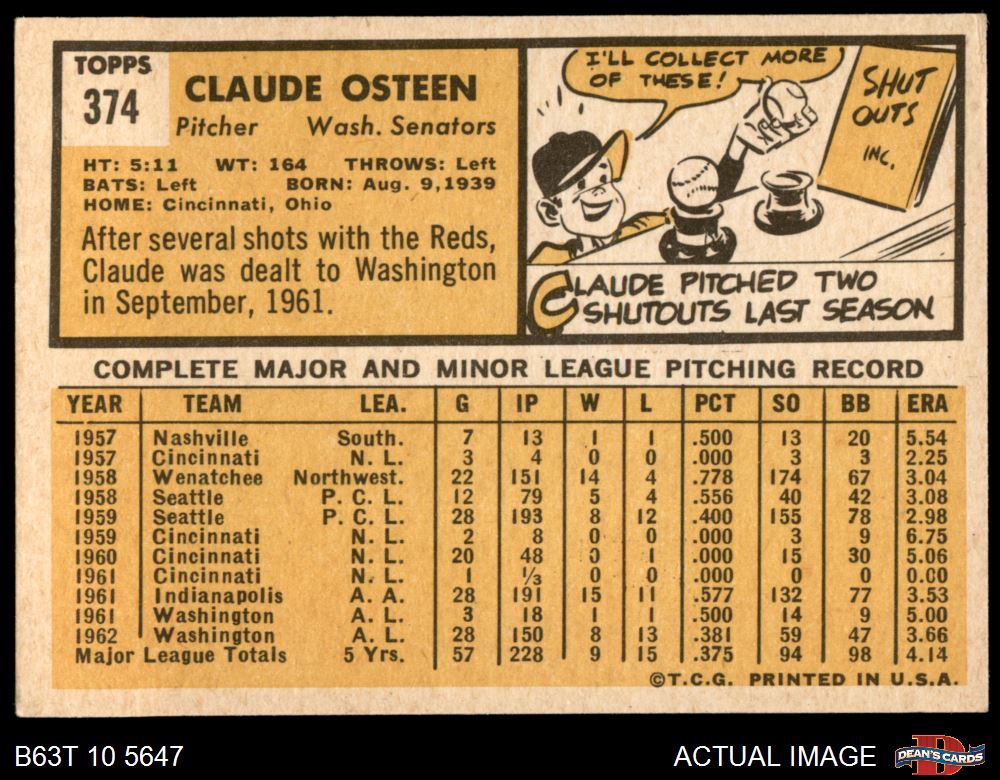 TOPPS
374
CLAUDE OSTEEN
Pitcher Wash. Senators
HT: 5:11 WT: 164 THROWS: Left
BATS: Left BORN: Aug. 9, 1939
HOME: Cincinnati, Ohio
After several shots with the Reds,
Claude was dealt to Washington
in September, 1961.
I'LL COLLECT MORE
OF THESE!
SHUT
OUTS
INC.
CLAUDE PITCHED TWO
SHUTOUTS LAST SEASON
COMPLETE MAJOR AND MINOR LEAGUE PITCHING RECORD
YEAR TEAM LEA. G IP W L PCT SO BB ERA
1957 Nashville South. 7 13 1 1 .500 13 20 5.54
1957 Cincinnati N. L. 3 4 0 0 .000 3 3 2.25
1958 Wenatchee Northwest. 22 151 14 4 .778 174 67 3.04
1958 Seattle P. C. L. 12 79 5 4 .556 40 42 3.08
1959 Seattle P. C. L. 28 193 8 12 .400 155 78 2.98
1959 Cincinnati N. L. 2 8 0 0 .000 3 9 6.75
1960 Cincinnati N. L. 20 48 0 1 .000 15 30 5.06
1961 Cincinnati N. L. 1 ⅓ 0 0 .000 0 0 0.00
1961 Indianapolis A. A. 28 191 15 11 .577 132 77 3.53
1961 Washington A. L. 3 18 1 1 .500 14 9 5.00
1962 Washington A. L. 28 150 8 13 .381 59 47 3.66
Major League Totals 5 Yrs. 57 228 9 15 .375 94 98 4.14
©T.C.G. PRINTED IN U.S.A.
B63T 10 5647
ACTUAL IMAGE
DEAN'S CARDS